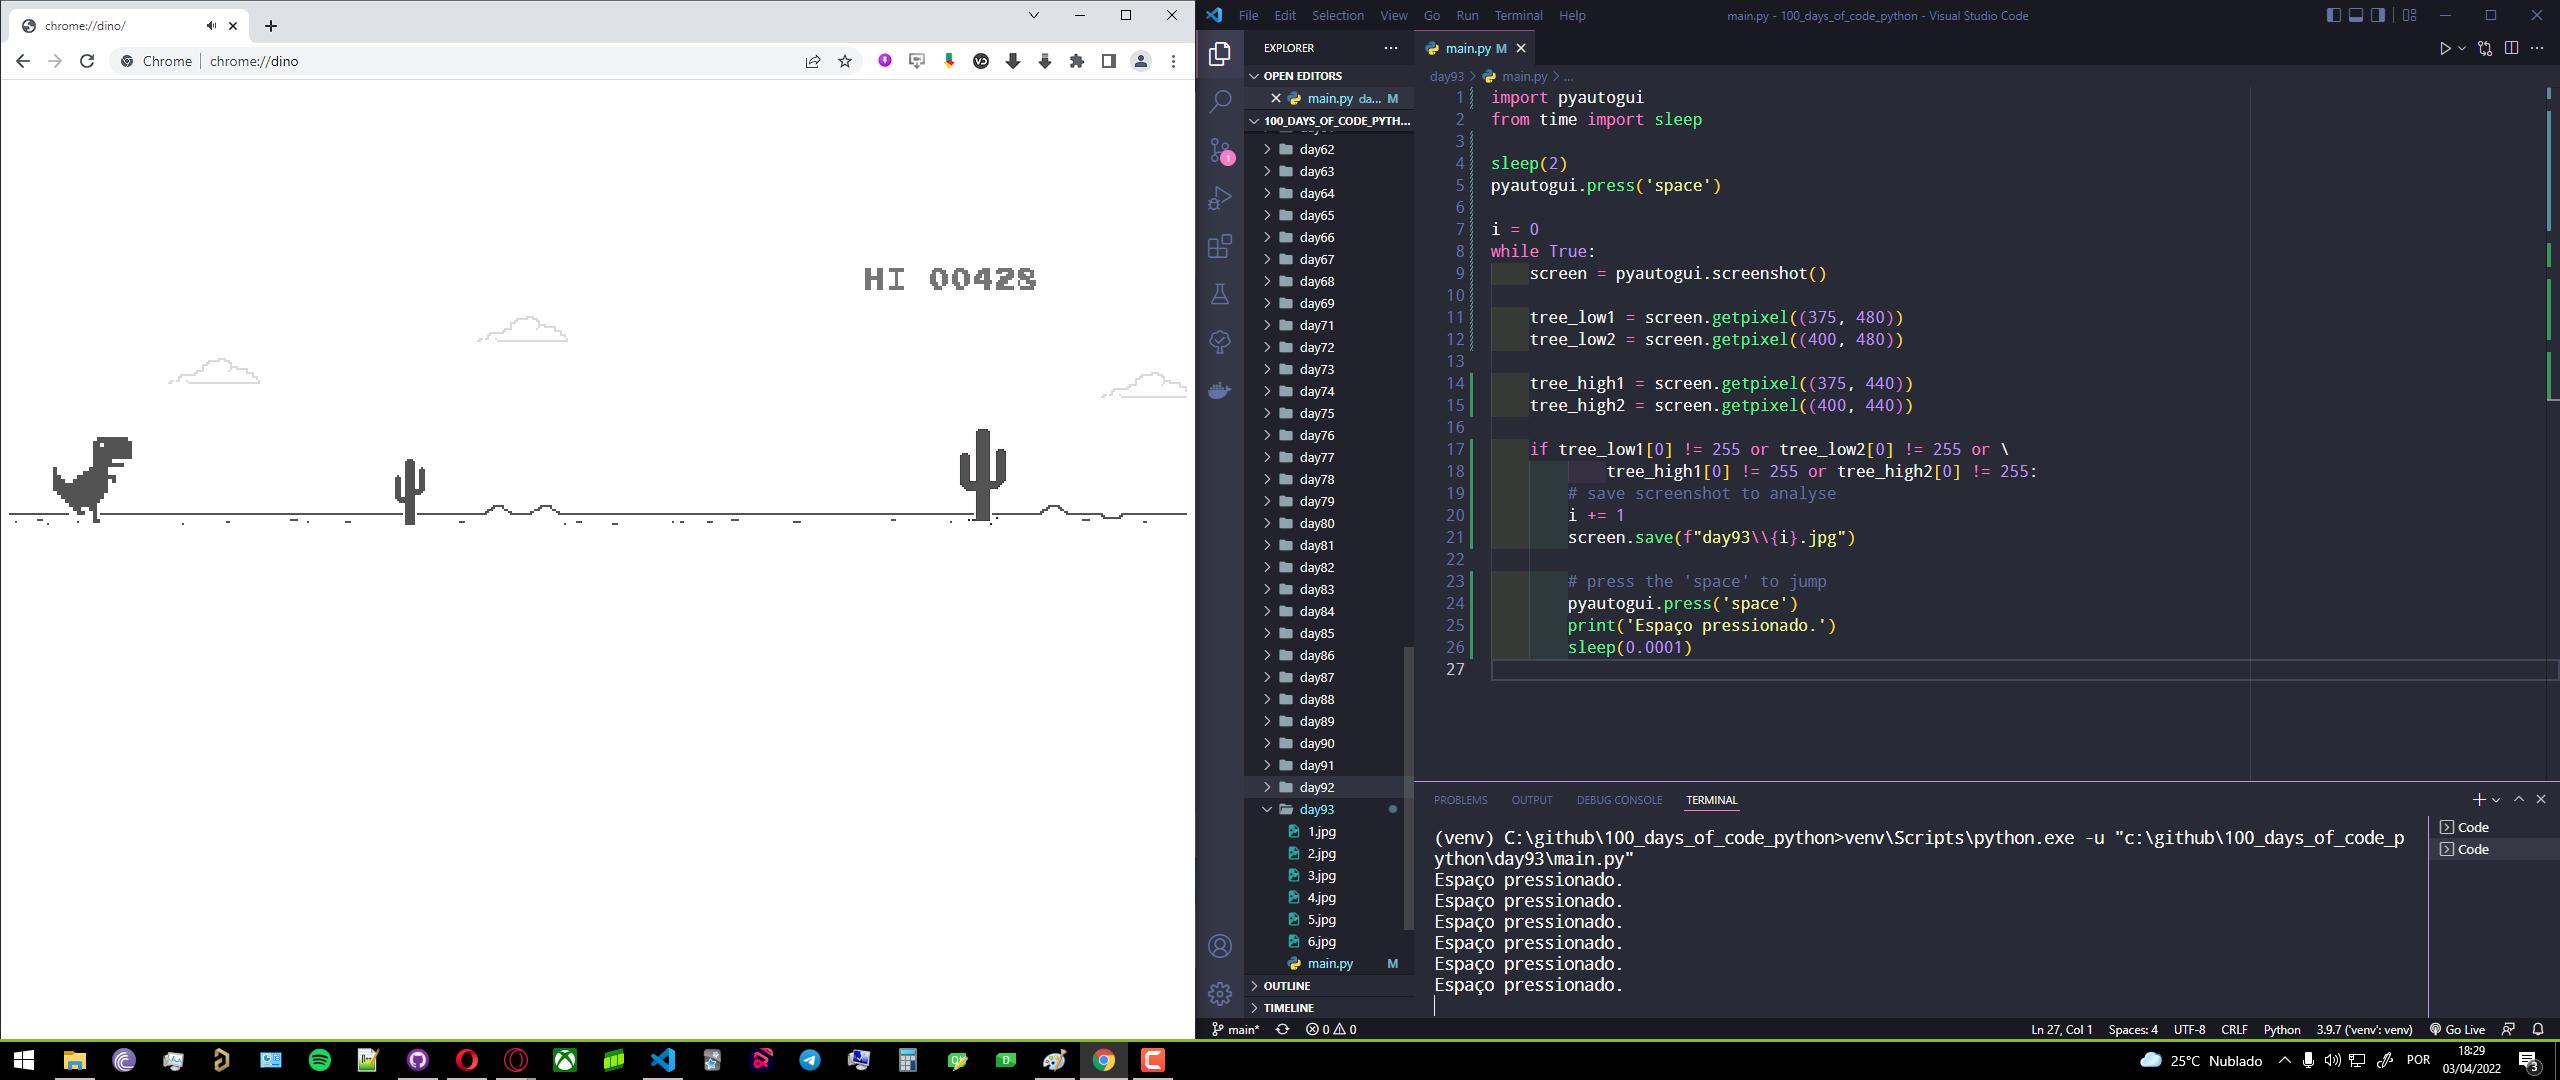 chrome://dino/
Chrome chrome://dino
HI 00428
File Edit Selection View Go Run Terminal Help
main.py - 100_days_of_code_python - Visual Studio Code
EXPLORER
OPEN EDITORS
main.py da... M
100_DAYS_OF_CODE_PYTH...
day62
day63
day64
day65
day66
day67
day68
day69
day71
day72
day73
day74
day75
day76
day77
day78
day79
day80
day81
day82
day83
day84
day85
day86
day87
day88
day89
day90
day91
day92
day93
1.jpg
2.jpg
3.jpg
4.jpg
5.jpg
6.jpg
main.py M
OUTLINE
TIMELINE
main.py M
day93 > main.py > ...
1 import pyautogui
2 from time import sleep
3
4 sleep(2)
5 pyautogui.press('space')
6
7 i = 0
8 while True:
9 screen = pyautogui.screenshot()
10
11 tree_low1 = screen.getpixel((375, 480))
12 tree_low2 = screen.getpixel((400, 480))
13
14 tree_high1 = screen.getpixel((375, 440))
15 tree_high2 = screen.getpixel((400, 440))
16
17 if tree_low1[0] != 255 or tree_low2[0] != 255 or \
18 tree_high1[0] != 255 or tree_high2[0] != 255:
19 # save screenshot to analyse
20 i += 1
21 screen.save(f"day93\\{i}.jpg")
22
23 # press the 'space' to jump
24 pyautogui.press('space')
25 print('Espaço pressionado.')
26 sleep(0.0001)
27
PROBLEMS OUTPUT DEBUG CONSOLE TERMINAL
(venv) C:\github\100_days_of_code_python>venv\Scripts\python.exe -u "c:\github\100_days_of_code_p
ython\day93\main.py"
Espaço pressionado.
Espaço pressionado.
Espaço pressionado.
Espaço pressionado.
Espaço pressionado.
Espaço pressionado.
Code
Code
main* 0 0
Ln 27, Col 1 Spaces: 4 UTF-8 CRLF Python 3.9.7 ('venv': venv) Go Live
25°C Nublado
POR
18:29
03/04/2022
3